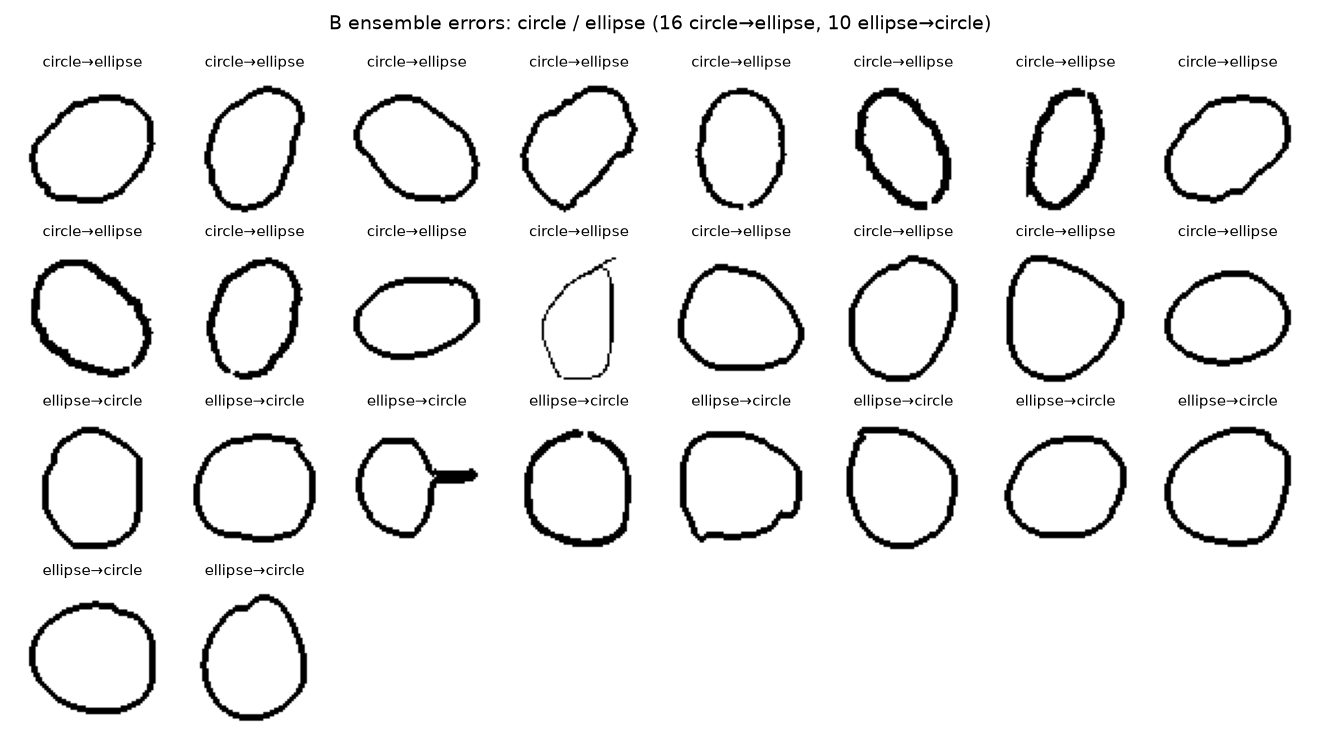 B ensemble errors: circle / ellipse (16 circle→ellipse, 10 ellipse→circle)
circle→ellipse circle→ellipse circle→ellipse circle→ellipse circle→ellipse circle→ellipse circle→ellipse circle→ellipse
circle→ellipse circle→ellipse circle→ellipse circle→ellipse circle→ellipse circle→ellipse circle→ellipse circle→ellipse
ellipse→circle ellipse→circle ellipse→circle ellipse→circle ellipse→circle ellipse→circle ellipse→circle ellipse→circle
ellipse→circle ellipse→circle